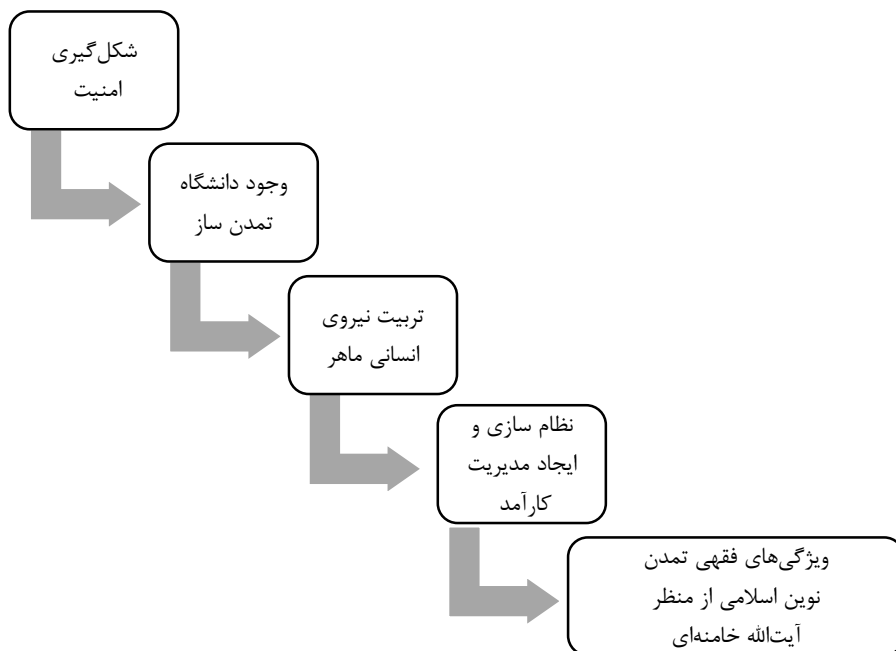 شکل‌گیری
امنیت
وجود دانشگاه
تمدن ساز
تربیت نیروی
انسانی ماهر
نظام سازی و
ایجاد مدیریت
کارآمد
ویژگی‌های فقهی تمدن
نوین اسلامی از منظر
آیت‌الله خامنه‌ای